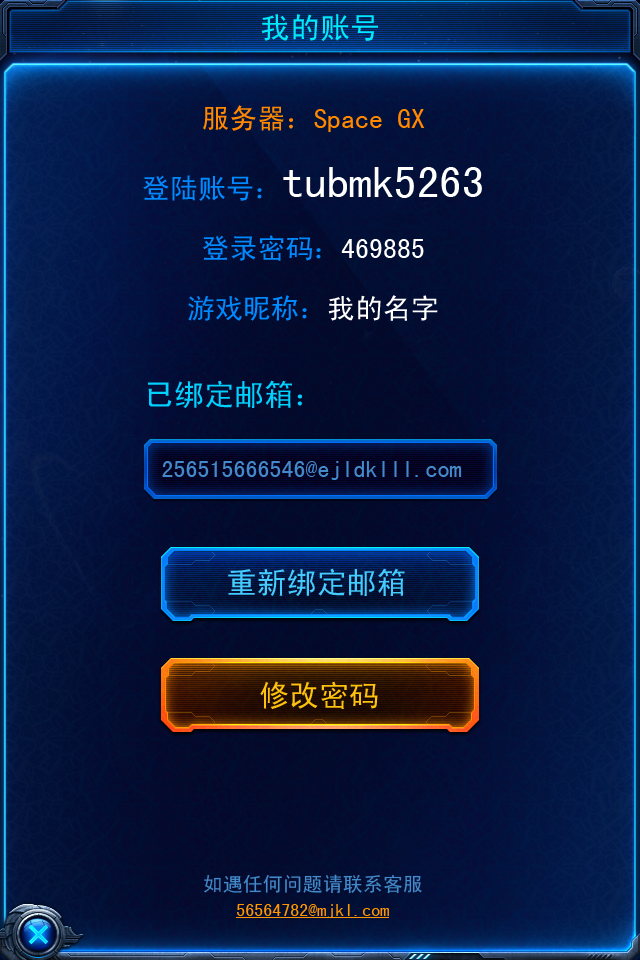 我的账号
服务器：Space GX
登陆账号：tubmk5263
登录密码：469885
游戏昵称：我的名字
已绑定邮箱：
256515666546@ejldklll.com
重新绑定邮箱
修改密码
如遇任何问题请联系客服
56564782@mjkl.com